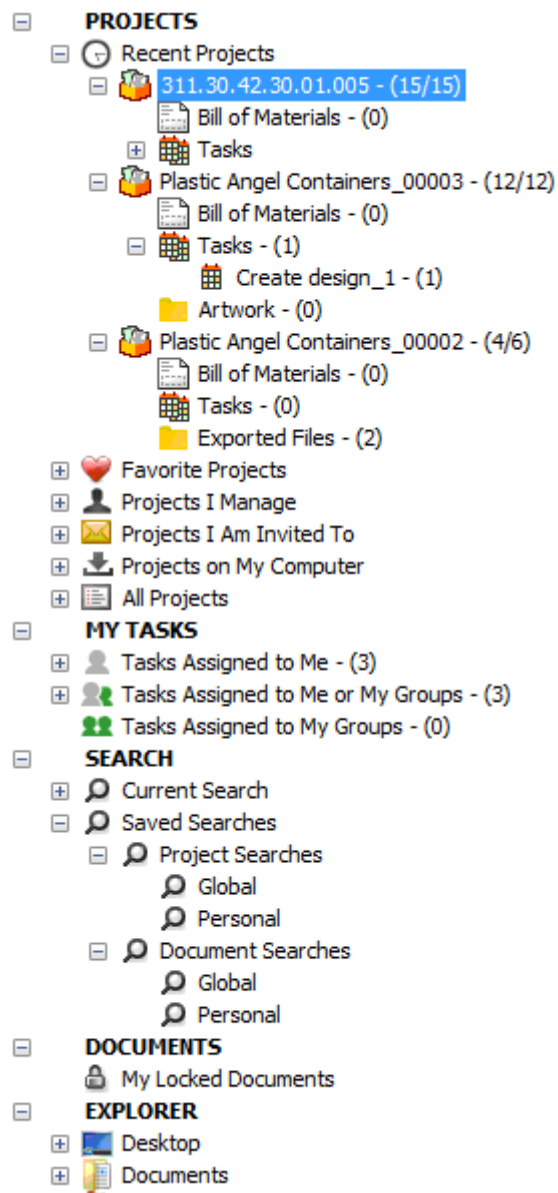 PROJECTS
Recent Projects
311.30.42.30.01.005 - (15/15)
Bill of Materials - (0)
Tasks
Plastic Angel Containers_00003 - (12/12)
Bill of Materials - (0)
Tasks - (1)
Create design_1 - (1)
Artwork - (0)
Plastic Angel Containers_00002 - (4/6)
Bill of Materials - (0)
Tasks - (0)
Exported Files - (2)
Favorite Projects
Projects I Manage
Projects I Am Invited To
Projects on My Computer
All Projects
MY TASKS
Tasks Assigned to Me - (3)
Tasks Assigned to Me or My Groups - (3)
Tasks Assigned to My Groups - (0)
SEARCH
Current Search
Saved Searches
Project Searches
Global
Personal
Document Searches
Global
Personal
DOCUMENTS
My Locked Documents
EXPLORER
Desktop
Documents